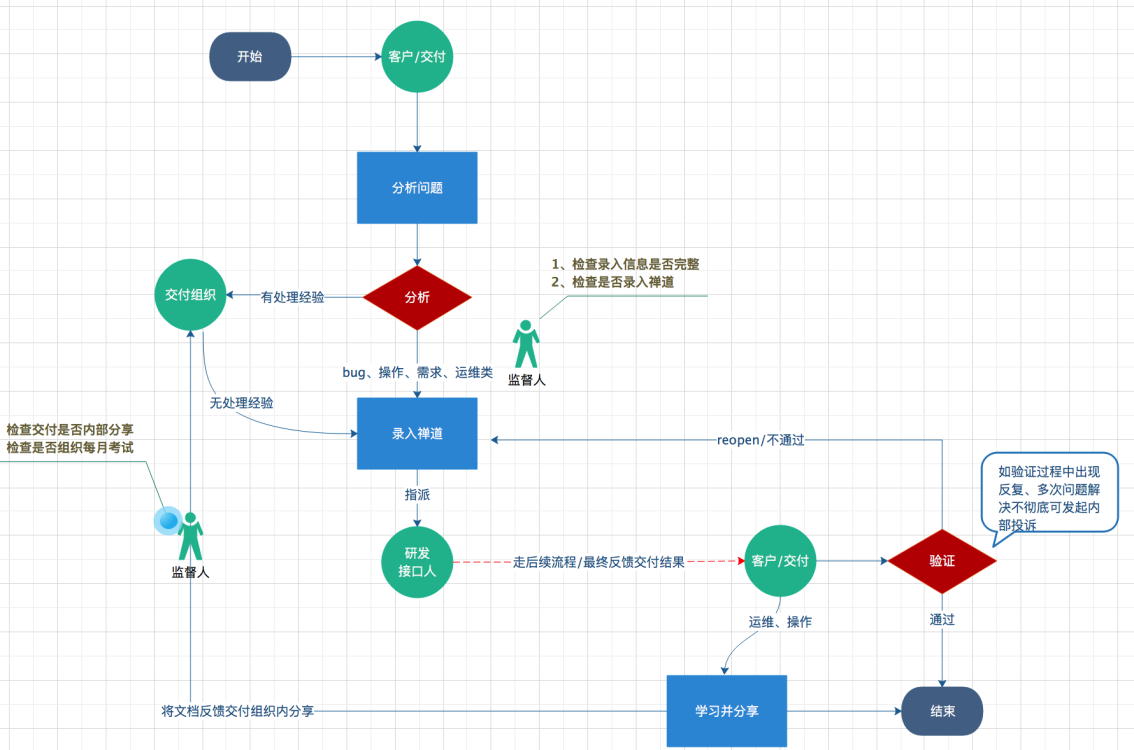 开始
客户/交付
分析问题
1、检查录入信息是否完整
2、检查是否录入禅道
交付组织
有处理经验
分析
bug、操作、需求、运维类
监督人
无处理经验
检查交付是否内部分享
检查是否组织每月考试
录入禅道
reopen/不通过
如验证过程中出现
反复、多次问题解
决不彻底可发起内
部投诉
指派
监督人
研发
接口人
走后续流程/最终反馈交付结果
客户/交付
验证
运维、操作
通过
将文档反馈交付组织内分享
学习并分享
结束